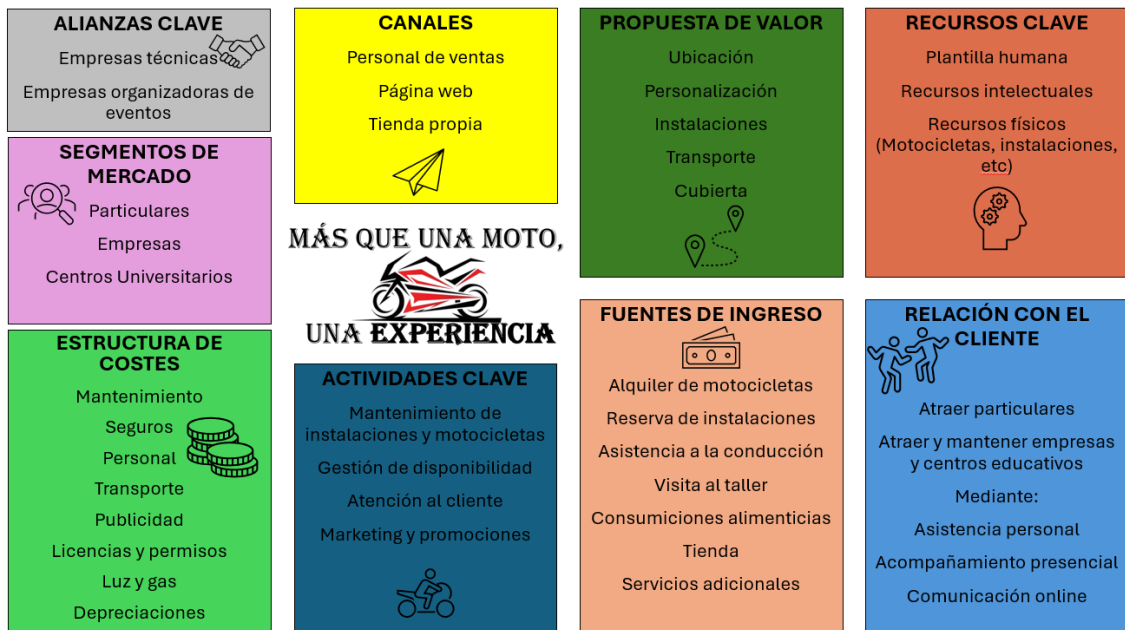 ALIANZAS CLAVE
Empresas técnicas
Empresas organizadoras de
eventos
SEGMENTOS DE
MERCADO
Particulares
Empresas
Centros Universitarios
ESTRUCTURA DE
COSTES
Mantenimiento
Seguros
Personal
Transporte
Publicidad
Licencias y permisos
Luz y gas
Depreciaciones
CANALES
Personal de ventas
Página web
Tienda propia
MÁS QUE UNA MOTO,
UNA EXPERIENCIA
ACTIVIDADES CLAVE
Mantenimiento de
instalaciones y motocicletas
Gestión de disponibilidad
Atención al cliente
Marketing y promociones
PROPUESTA DE VALOR
Ubicación
Personalización
Instalaciones
Transporte
Cubierta
FUENTES DE INGRESO
Alquiler de motocicletas
Reserva de instalaciones
Asistencia a la conducción
Visita al taller
Consumiciones alimenticias
Tienda
Servicios adicionales
RECURSOS CLAVE
Plantilla humana
Recursos intelectuales
Recursos físicos
(Motocicletas, instalaciones,
etc)
RELACIÓN CON EL
CLIENTE
Atraer particulares
Atraer y mantener empresas
y centros educativos
Mediante:
Asistencia personal
Acompañamiento presencial
Comunicación online